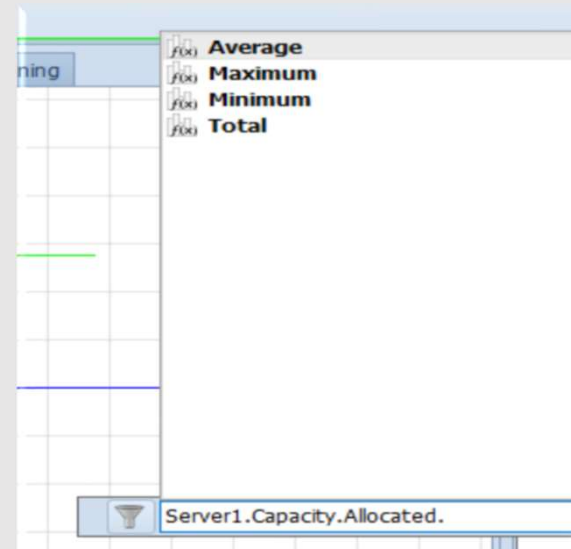 ning
f(x) Average
f(x) Maximum
f(x) Minimum
f(x) Total
Server1.Capacity.Allocated.